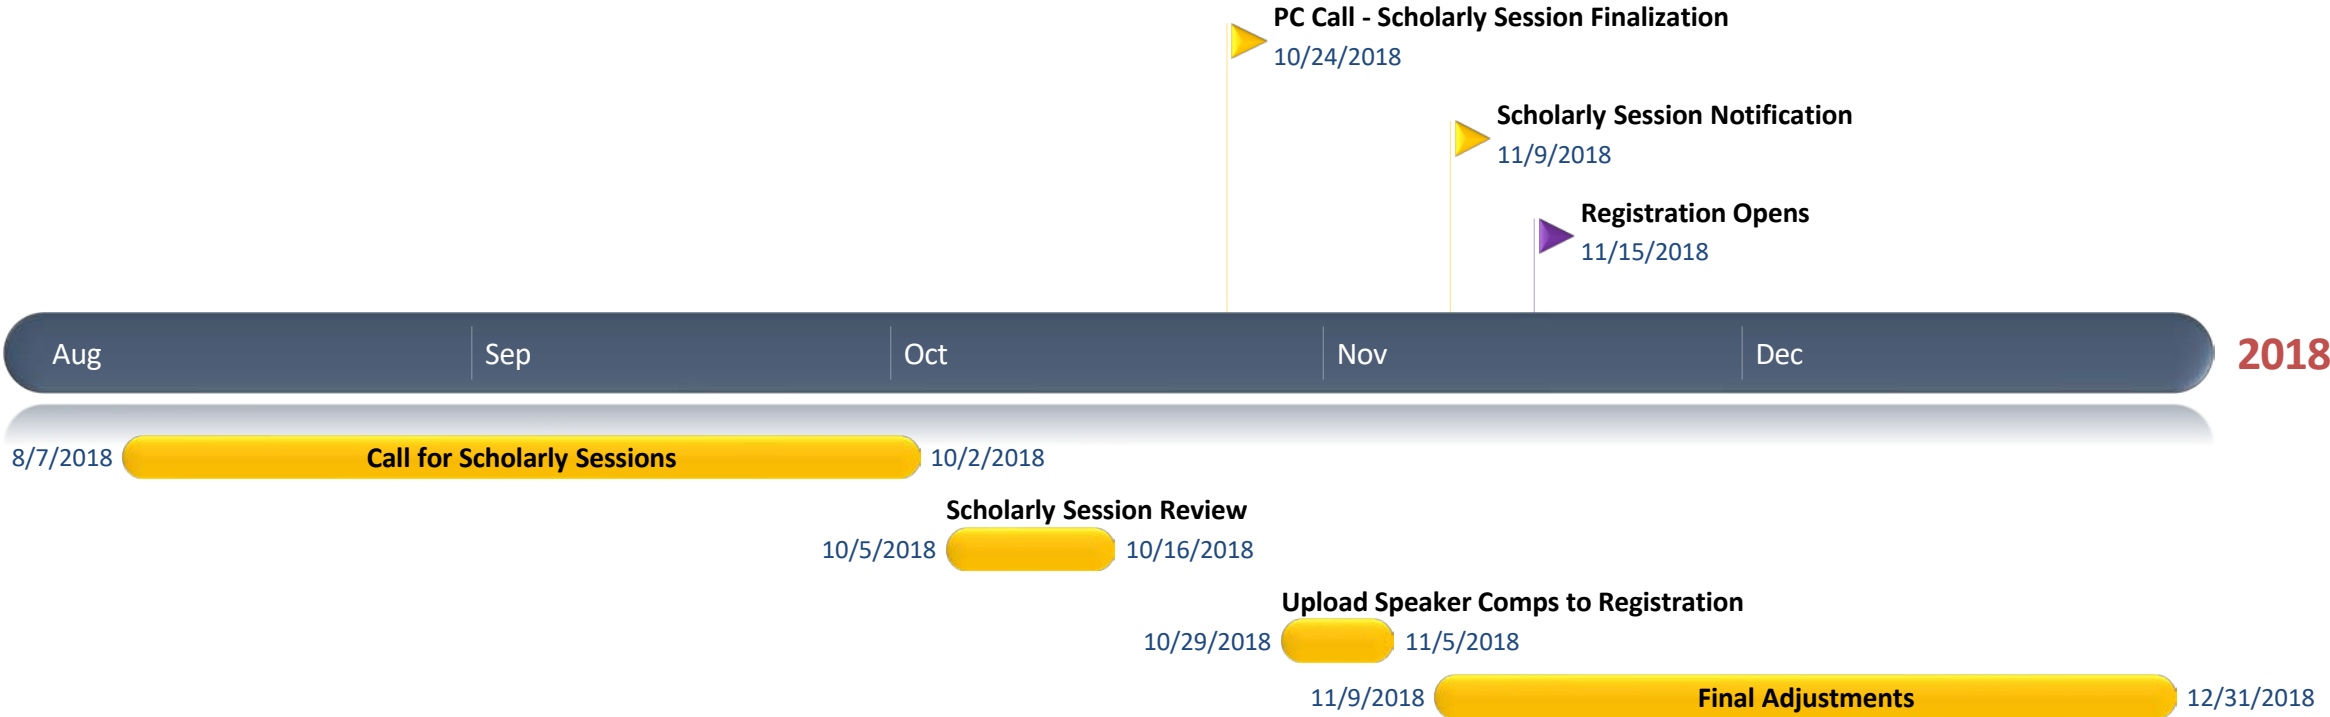 PC Call - Scholarly Session Finalization
10/24/2018
Scholarly Session Notification
11/9/2018
Registration Opens
11/15/2018
Aug Sep Oct Nov Dec 2018
8/7/2018 Call for Scholarly Sessions 10/2/2018
Scholarly Session Review
10/5/2018 10/16/2018
Upload Speaker Comps to Registration
10/29/2018 11/5/2018
11/9/2018 Final Adjustments 12/31/2018